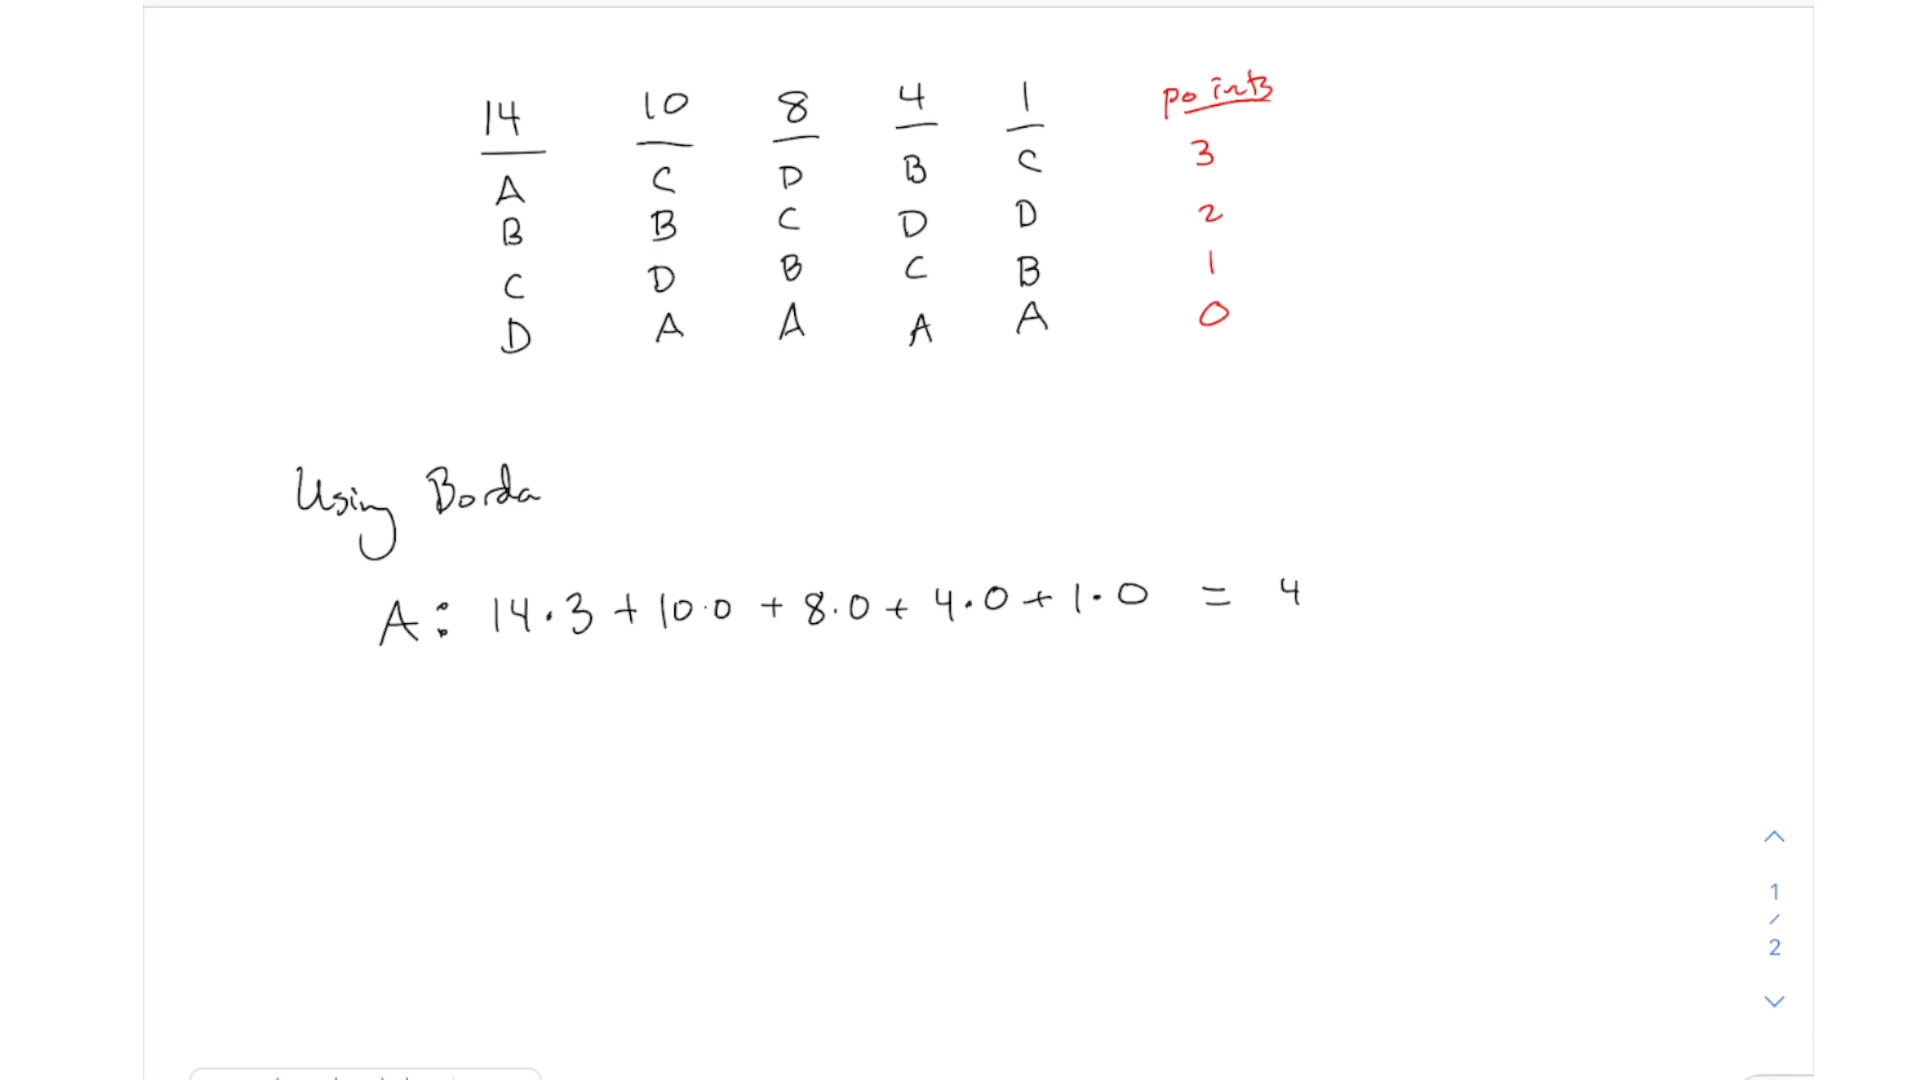 14 10 8 4 1 points
A C D B C 3
B B C D D 2
C D B C B 1
D A A A A 0
Using Borda
A: 14·3 + 10·0 + 8·0 + 4·0 + 1·0 = 4
1
/
2